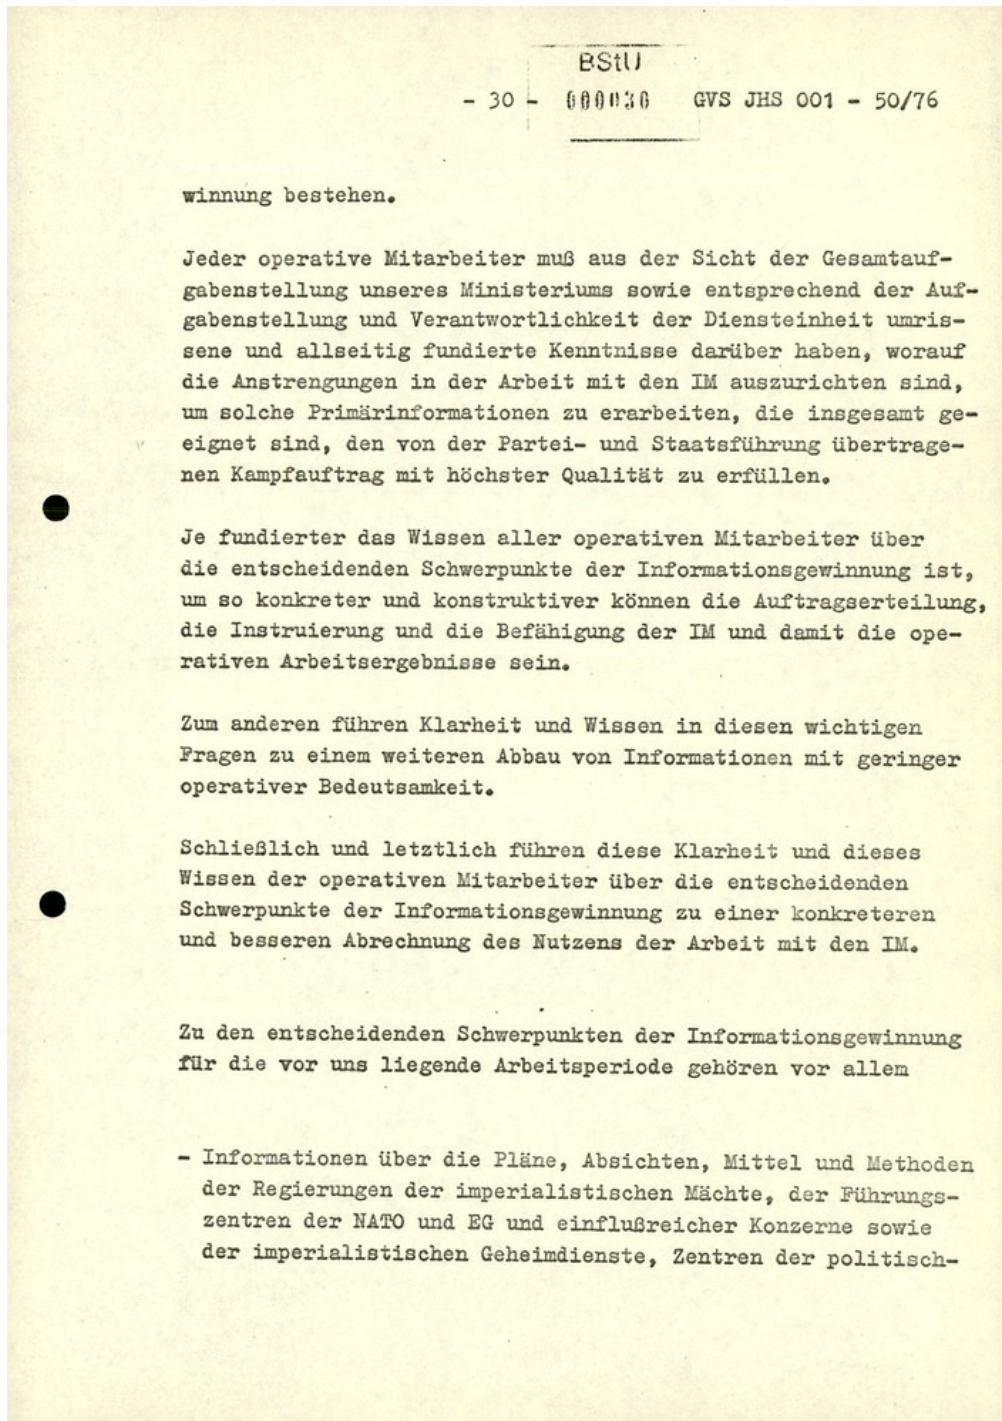 BStU
- 30 - 000030 GVS JHS 001 - 50/76
winnung bestehen.
Jeder operative Mitarbeiter muß aus der Sicht der Gesamtauf-
gabenstellung unseres Ministeriums sowie entsprechend der Auf-
gabenstellung und Verantwortlichkeit der Diensteinheit umris-
sene und allseitig fundierte Kenntnisse darüber haben, worauf
die Anstrengungen in der Arbeit mit den IM auszurichten sind,
um solche Primärinformationen zu erarbeiten, die insgesamt ge-
eignet sind, den von der Partei- und Staatsführung übertrage-
nen Kampfauftrag mit höchster Qualität zu erfüllen.
Je fundierter das Wissen aller operativen Mitarbeiter über
die entscheidenden Schwerpunkte der Informationsgewinnung ist,
um so konkreter und konstruktiver können die Auftragserteilung,
die Instruierung und die Befähigung der IM und damit die ope-
rativen Arbeitsergebnisse sein.
Zum anderen führen Klarheit und Wissen in diesen wichtigen
Fragen zu einem weiteren Abbau von Informationen mit geringer
operativer Bedeutsamkeit.
Schließlich und letztlich führen diese Klarheit und dieses
Wissen der operativen Mitarbeiter über die entscheidenden
Schwerpunkte der Informationsgewinnung zu einer konkreteren
und besseren Abrechnung des Nutzens der Arbeit mit den IM.
Zu den entscheidenden Schwerpunkten der Informationsgewinnung
für die vor uns liegende Arbeitsperiode gehören vor allem
- Informationen über die Pläne, Absichten, Mittel und Methoden
der Regierungen der imperialistischen Mächte, der Führungs-
zentren der NATO und EG und einflußreicher Konzerne sowie
der imperialistischen Geheimdienste, Zentren der politisch-